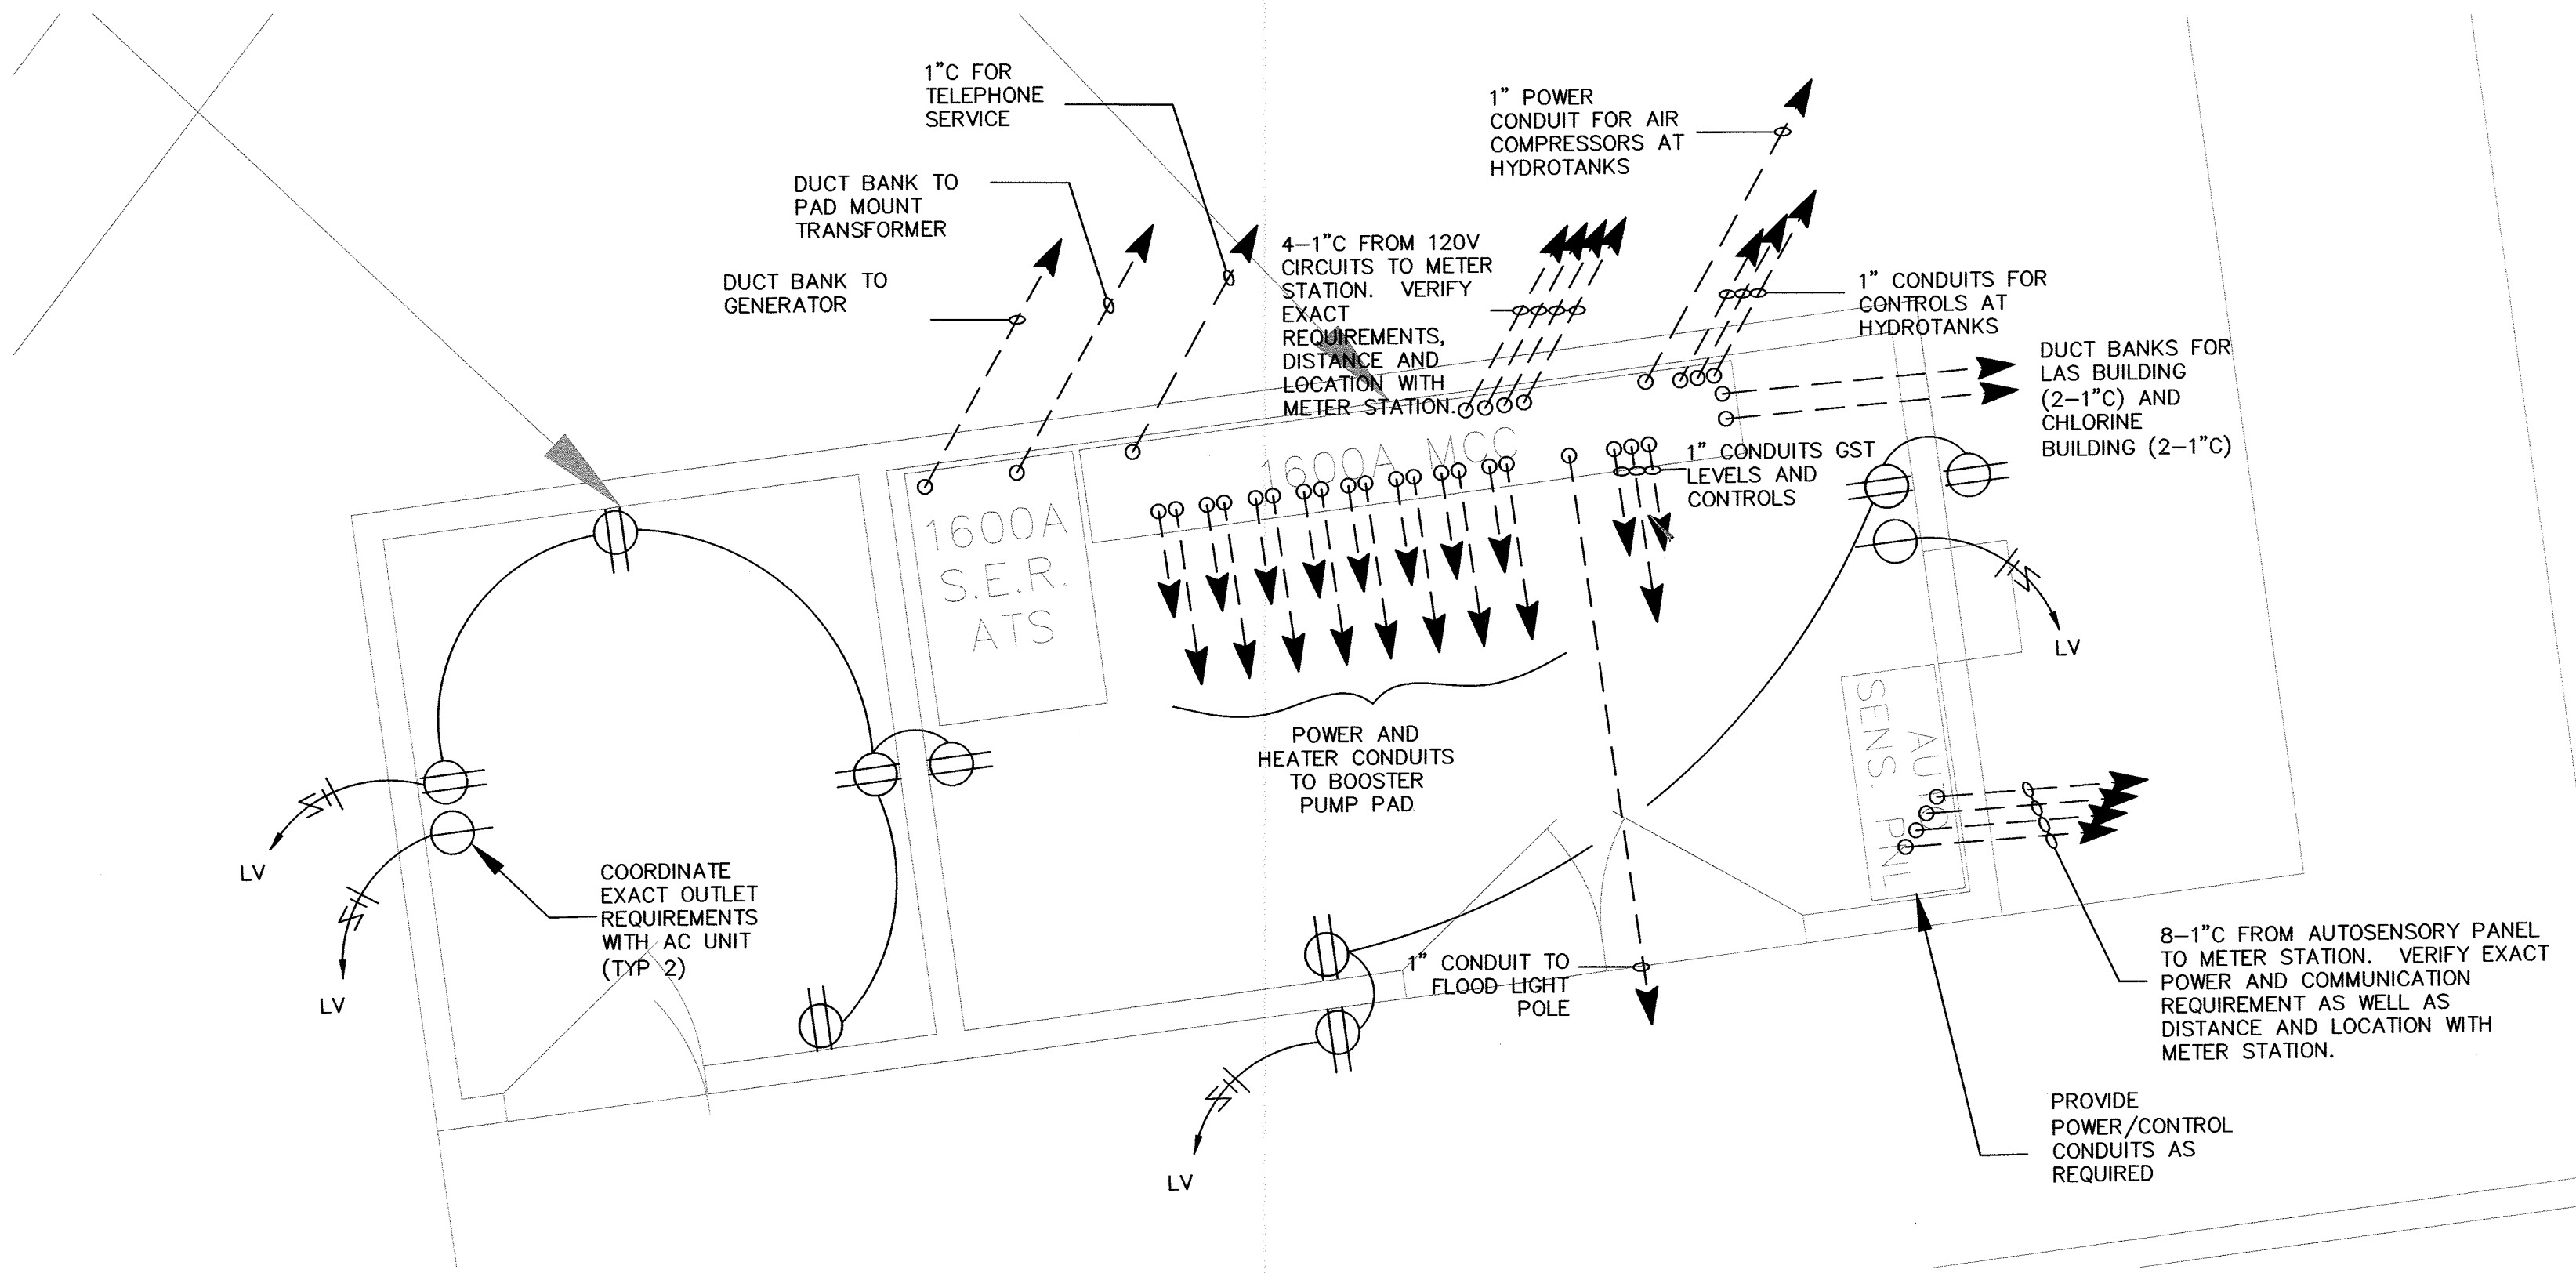 1"C FOR
TELEPHONE
SERVICE
DUCT BANK TO
PAD MOUNT
TRANSFORMER
DUCT BANK TO
GENERATOR
1" POWER
CONDUIT FOR AIR
COMPRESSORS AT
HYDROTANKS
4-1"C FROM 120V
CIRCUITS TO METER
STATION. VERIFY
EXACT
REQUIREMENTS,
DISTANCE AND
LOCATION WITH
METER STATION.
1" CONDUITS FOR
CONTROLS AT
HYDROTANKS
DUCT BANKS FOR
LAS BUILDING
(2-1"C) AND
CHLORINE
BUILDING (2-1"C)
1600A MCC
1" CONDUITS GST
LEVELS AND
CONTROLS
1600A
S.E.R.
ATS
POWER AND
HEATER CONDUITS
TO BOOSTER
PUMP PAD
LV
AUTO
SENS. PNL
LV
LV
COORDINATE
EXACT OUTLET
REQUIREMENTS
WITH AC UNIT
(TYP 2)
1" CONDUIT TO
FLOOD LIGHT
POLE
8-1"C FROM AUTOSENSORY PANEL
TO METER STATION. VERIFY EXACT
POWER AND COMMUNICATION
REQUIREMENT AS WELL AS
DISTANCE AND LOCATION WITH
METER STATION.
PROVIDE
POWER/CONTROL
CONDUITS AS
REQUIRED
LV